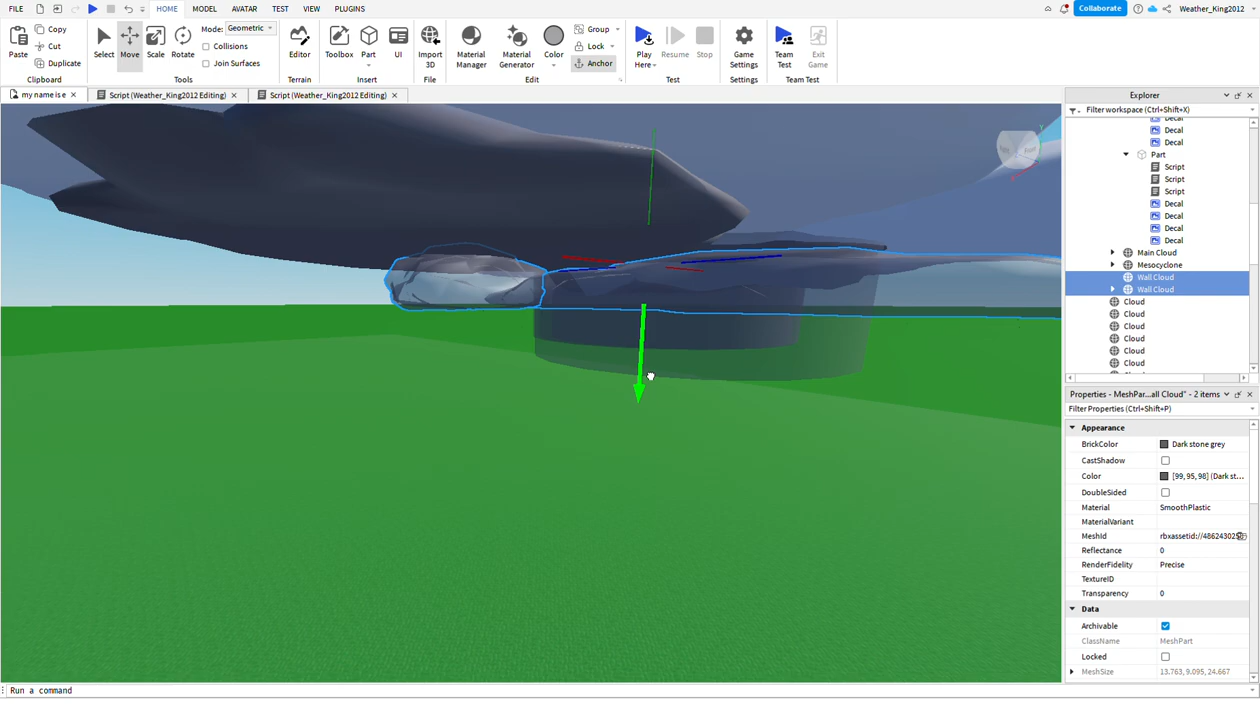 FILE HOME MODEL AVATAR TEST VIEW PLUGINS Collaborate Weather_King2012
Paste
Copy
Cut
Duplicate
Clipboard
Select
Move
Scale
Rotate
Mode: Geometric
Collisions
Join Surfaces
Tools
Editor
Terrain
Toolbox
Part
UI
Insert
Import
3D
File
Material
Manager
Material
Generator
Color
Group
Lock
Anchor
Edit
Play
Here
Resume
Stop
Test
Game
Settings
Settings
Team
Test
Exit
Game
Team Test
my name is e
Script (Weather_King2012 Editing)
Script (Weather_King2012 Editing)
Explorer
Filter workspace (Ctrl+Shift+X)
Decal
Decal
Decal
Part
Script
Script
Script
Decal
Decal
Decal
Decal
Main Cloud
Mesocyclone
Wall Cloud
Wall Cloud
Cloud
Cloud
Cloud
Cloud
Cloud
Cloud
Properties - MeshPar...all Cloud" - 2 items
Filter Properties (Ctrl+Shift+P)
Appearance
BrickColor Dark stone grey
CastShadow
Color [99, 95, 98] (Dark st...
DoubleSided
Material SmoothPlastic
MaterialVariant
MeshId
Reflectance 0
RenderFidelity Precise
TextureID
Transparency 0
Data
Archivable
ClassName MeshPart
Locked
MeshSize 13.763, 9.095, 24.667
Run a command